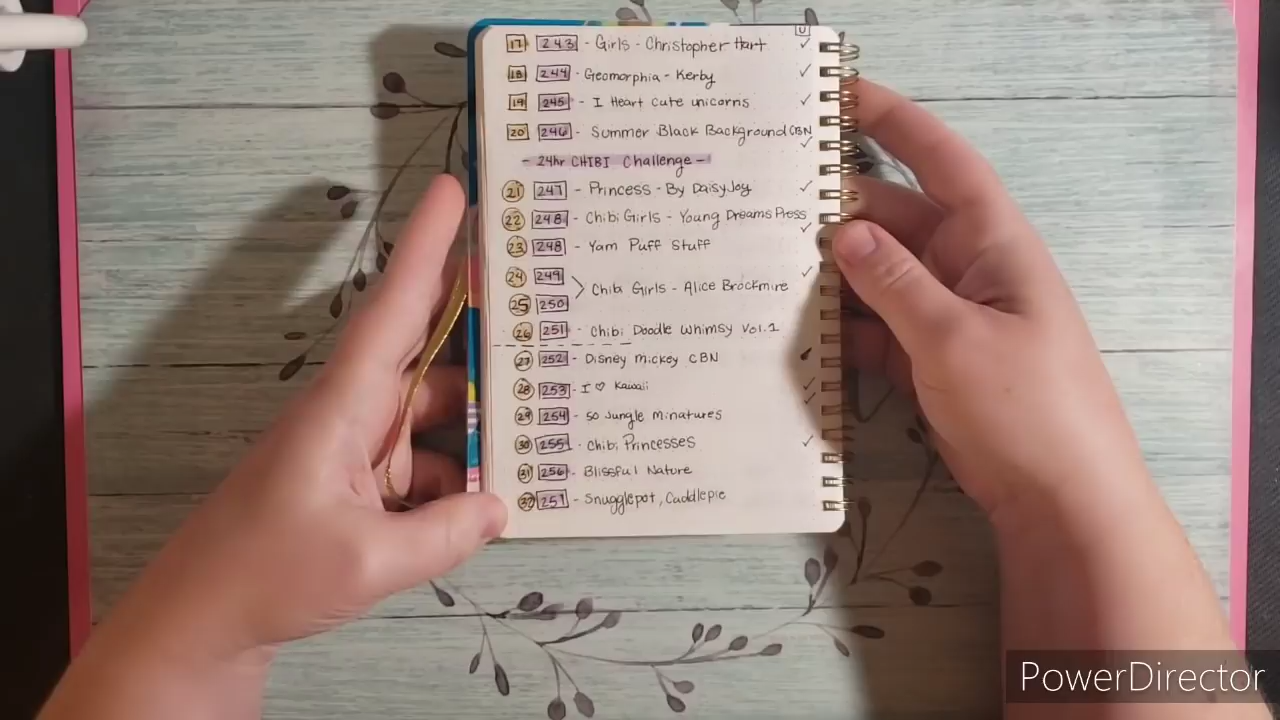 U
17 243 - Girls - Christopher Hart ✓
18 244 - Geomorphia - Kerby ✓
19 245 - I Heart cute unicorns ✓
20 246 - Summer Black Background CBN ✓
- 24hr CHIBI Challenge -
21 247 - Princess - By DaisyJoy ✓
22 248 - Chibi Girls - Young Dreams Press ✓
23 248 - Yam Puff Stuff
24 249
Chibi Girls - Alice Brockmire ✓
25 250
26 251 - Chibi Doodle Whimsy Vol.1
27 252 - Disney Mickey CBN
28 253 - I ♡ Kawaii ✓
29 254 - 50 Jungle Minatures ✓
30 255 - Chibi Princesses ✓
31 256 - Blissful Nature
32 257 - Snugglepot, Cuddlepie
PowerDirector